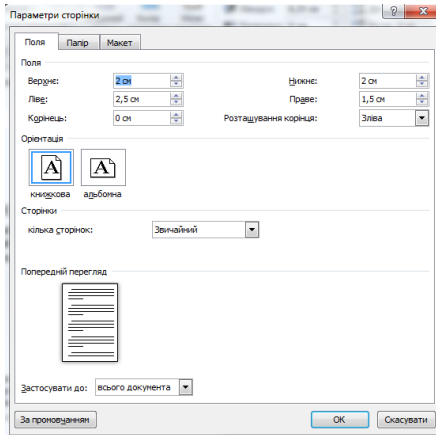 Параметри сторінки
Поля Папір Макет
Поля
Верхнє: 2 см Нижнє: 2 см
Ліве: 2,5 см Праве: 1,5 см
Корінець: 0 см Розташування корінця: Зліва
Орієнтація
A A
книжкова альбомна
Сторінки
кілька сторінок: Звичайний
Попередній перегляд
Застосувати до: всього документа
За промовчанням ОК Скасувати